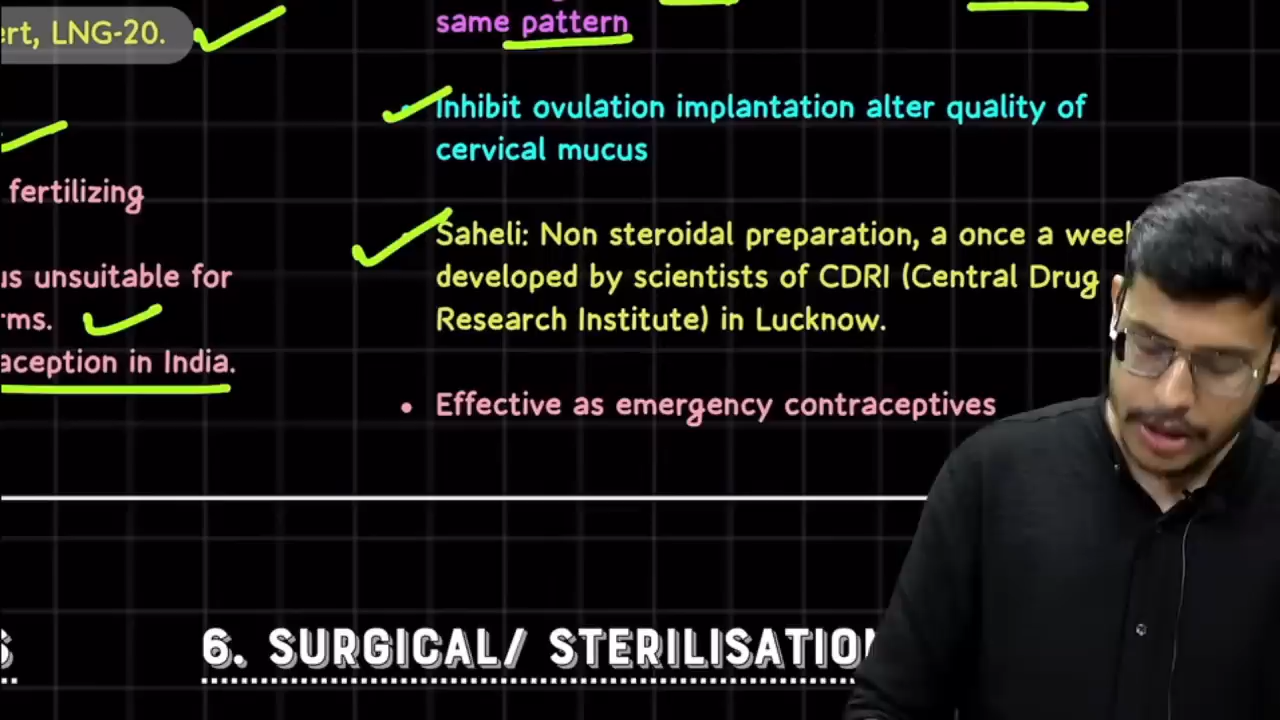 ert, LNG-20.
fertilizing
us unsuitable for
rms.
aception in India.
same pattern
Inhibit ovulation implantation alter quality of
cervical mucus
Saheli: Non steroidal preparation, a once a week
developed by scientists of CDRI (Central Drug
Research Institute) in Lucknow.
Effective as emergency contraceptives
S
6. SURGICAL/ STERILISATION